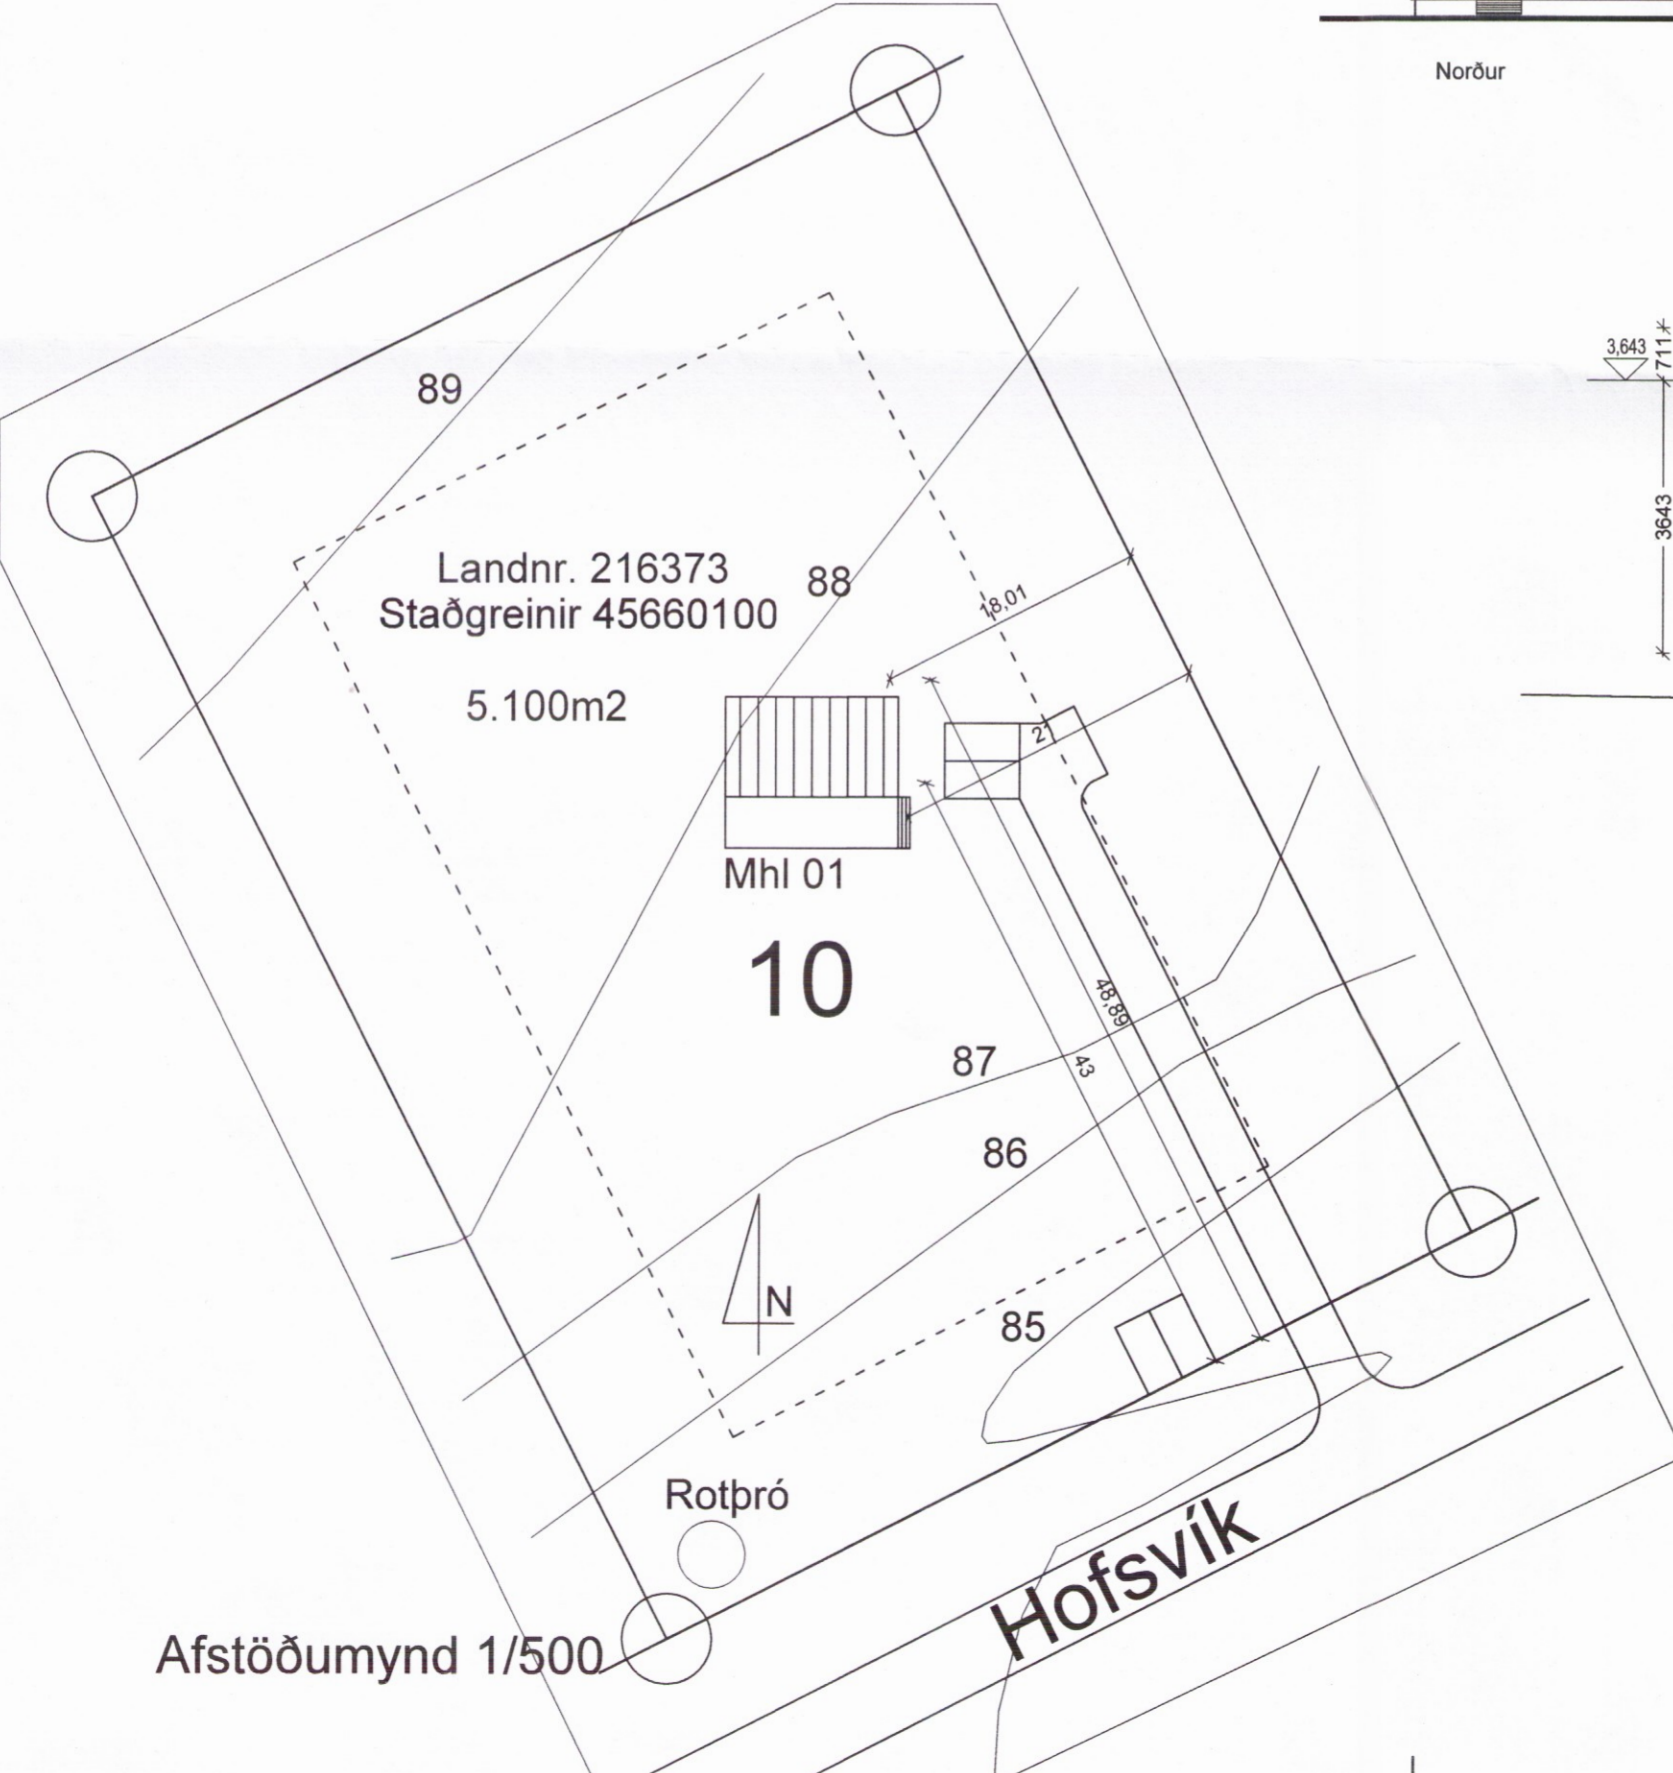 Norður
3,643
711
3643
89
Landnr. 216373
Staðgreinir 45660100
88
5.100m2
18,01
21
Mhl 01
10
48,89
43
87
86
N
85
Rotþró
Hofsvík
Afstöðumynd 1/500